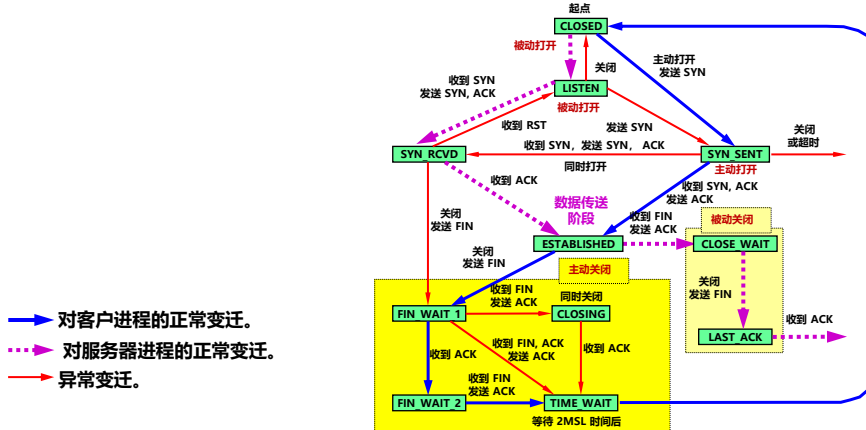 起点
CLOSED
被动打开
关闭
主动打开
发送 SYN
收到 SYN
发送 SYN, ACK
LISTEN
被动打开
收到 RST
发送 SYN
关闭
或超时
SYN_RCVD
收到 SYN，发送 SYN， ACK
SYN_SENT
同时打开
主动打开
收到 ACK
收到 SYN, ACK
发送 ACK
数据传送
阶段
关闭
发送 FIN
收到 FIN
发送 ACK
被动关闭
ESTABLISHED
CLOSE_WAIT
关闭
发送 FIN
主动关闭
关闭
发送 FIN
收到 FIN
发送 ACK
同时关闭
FIN_WAIT_1
CLOSING
收到 ACK
LAST_ACK
收到 ACK
收到 FIN, ACK
发送 ACK
收到 ACK
收到 FIN
发送 ACK
FIN_WAIT_2
TIME_WAIT
等待 2MSL 时间后
对客户进程的正常变迁。
对服务器进程的正常变迁。
异常变迁。